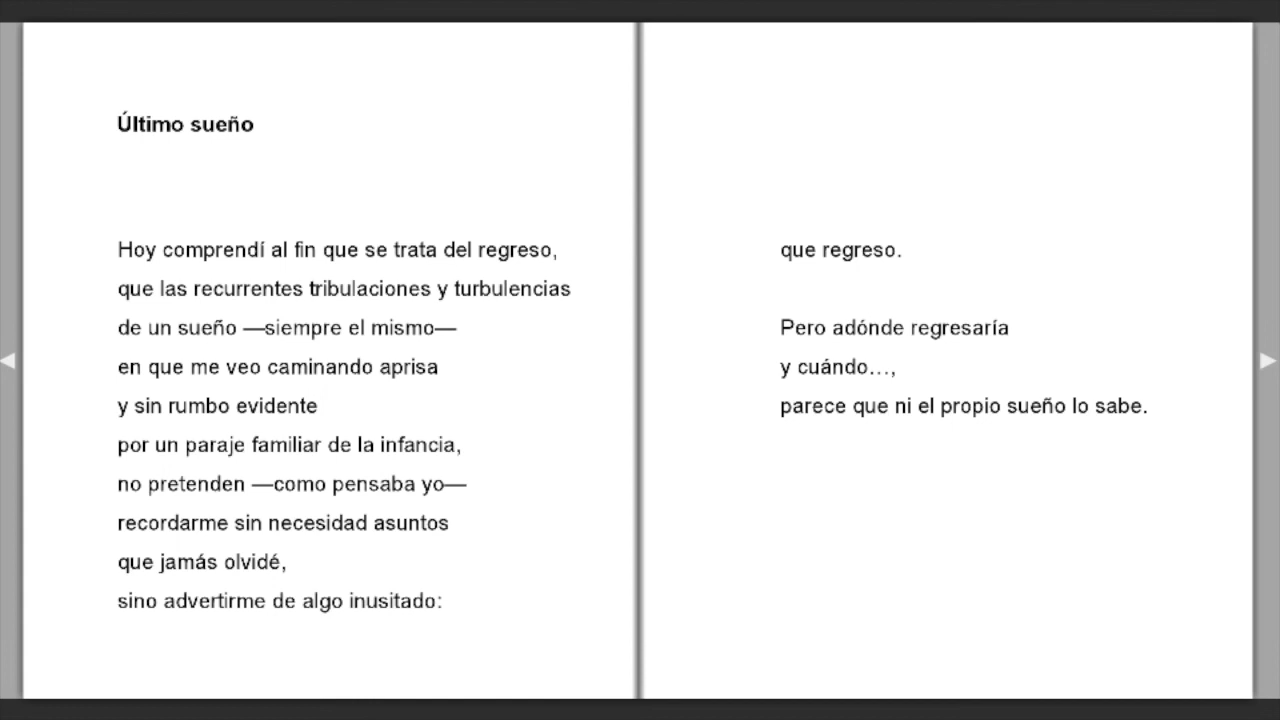 Último sueño
Hoy comprendí al fin que se trata del regreso,
que las recurrentes tribulaciones y turbulencias
de un sueño —siempre el mismo—
en que me veo caminando aprisa
y sin rumbo evidente
por un paraje familiar de la infancia,
no pretenden —como pensaba yo—
recordarme sin necesidad asuntos
que jamás olvidé,
sino advertirme de algo inusitado:
que regreso.
Pero adónde regresaría
y cuándo…,
parece que ni el propio sueño lo sabe.